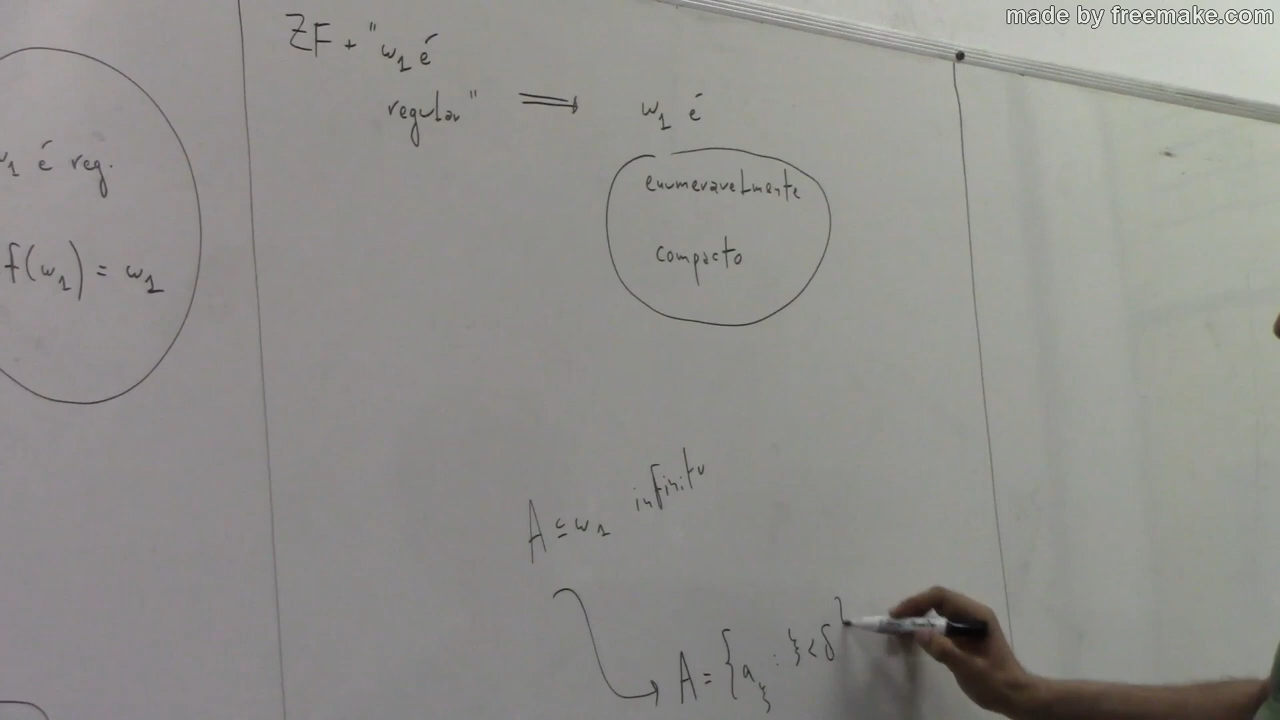 made by freemake.com
ω₁ é reg.
f(ω₁) = ω₁
ZF + "ω₁ é
regular" ⟹ ω₁ é
enumeravelmente
compacto
A ⊆ ω₁ infinito
A = {a_ξ : ξ < δ}